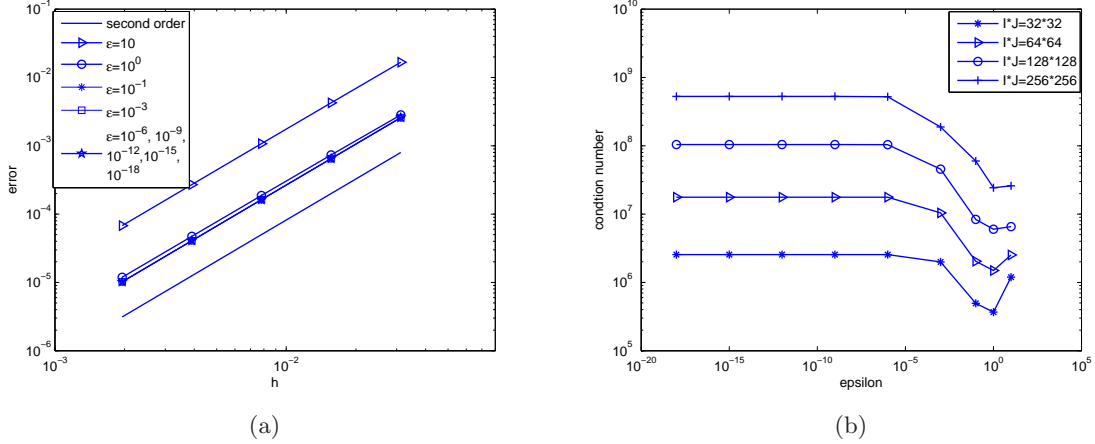 10^-1
10^-2
10^-3
10^-4
10^-5
10^-6
error
second order
ε=10
ε=10^0
ε=10^-1
ε=10^-3
ε=10^-6, 10^-9,
10^-12,10^-15,
10^-18
10^-3
10^-2
h
(a)
10^10
10^9
10^8
10^7
10^6
10^5
condtion number
I*J=32*32
I*J=64*64
I*J=128*128
I*J=256*256
10^-20
10^-15
10^-10
10^-5
10^0
10^5
epsilon
(b)